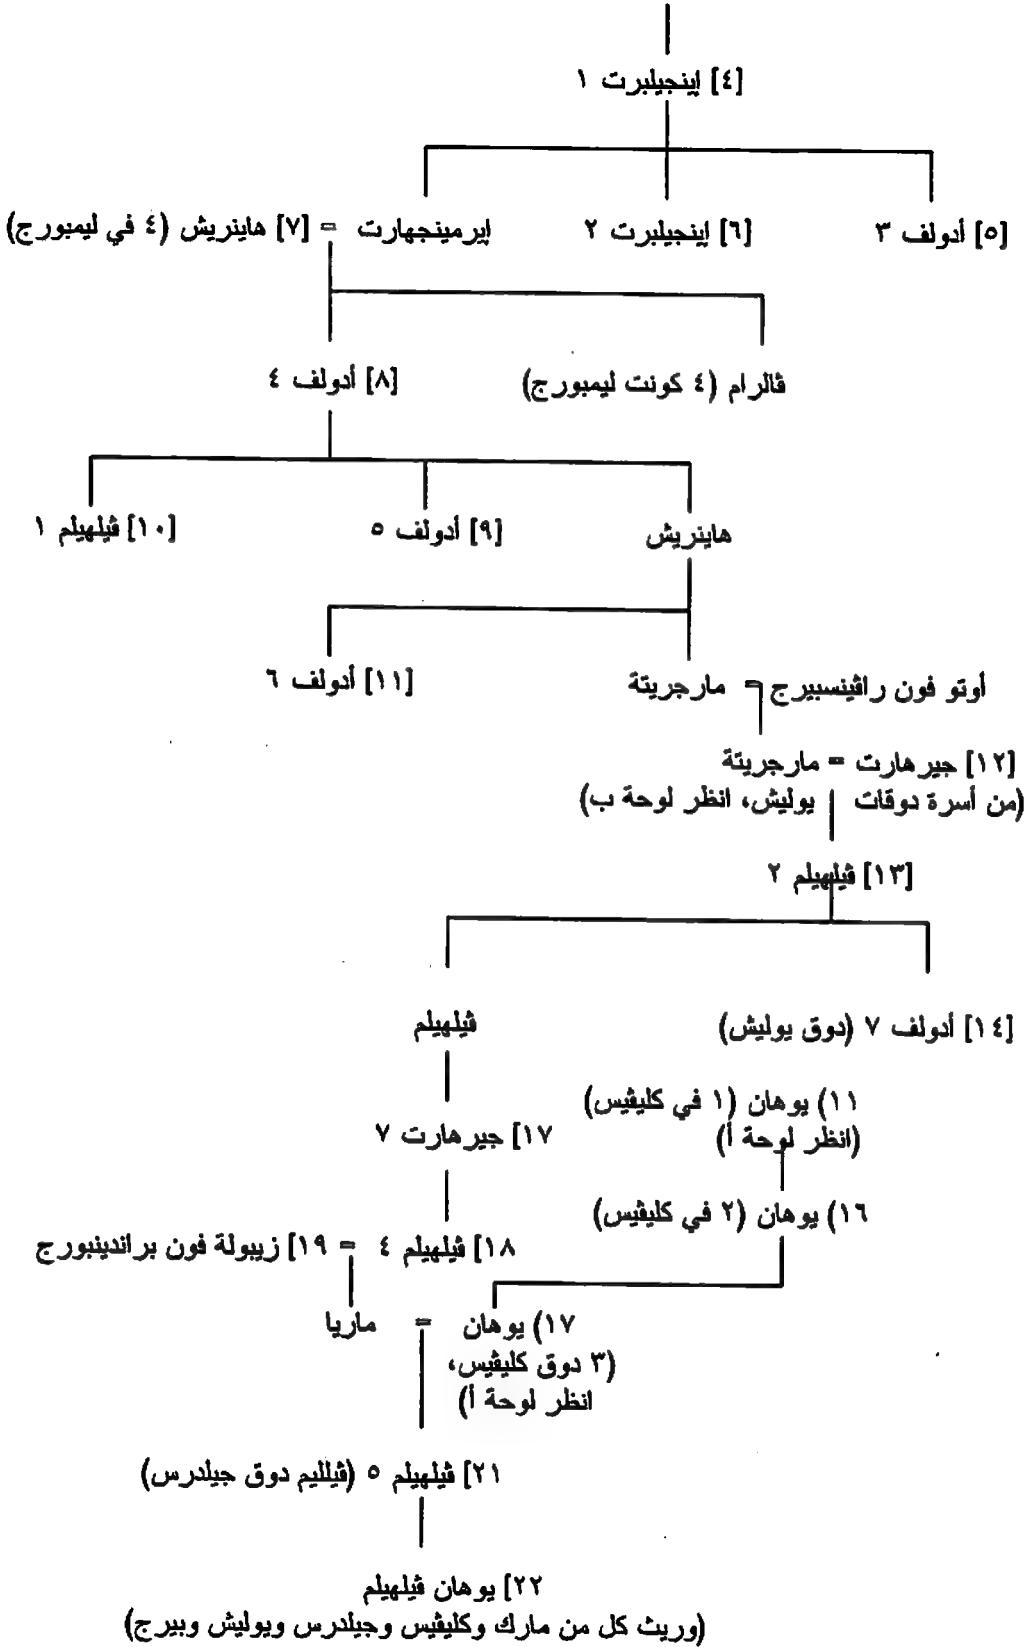 [٤] إينجيلبرت ١
[٥] أدولف ٣
[٦] إينجيلبرت ٢
إيرمينجهارت = [٧] هاينريش (٤ في ليمبورج)
ڤالرام (٤ كونت ليمبورج)
[٨] أدولف ٤
هاينريش
[٩] أدولف ٥
[١٠] ڤيلهيلم ١
أوتو فون راڤينسبيرج = مارجريتة
[١١] أدولف ٦
[١٢] جيرهارت = مارجريتة
(من أسرة دوقات يوليش، انظر لوحة ب)
[١٣] ڤيلهيلم ٢
[١٤] أدولف ٧ (دوق يوليش)
ڤيلهيلم
١١) يوهان (١ في كليڤيس)
(انظر لوحة أ)
١٧] جيرهارت ٧
١٦) يوهان (٢ في كليڤيس)
١٨] ڤيلهيلم ٤ = ١٩] زيبولة فون براندينبورج
١٧) يوهان = ماريا
(٣ دوق كليڤيس،
انظر لوحة أ)
٢١] ڤيلهيلم ٥ (ڤيلليم دوق جيلدرس)
٢٢] يوهان ڤيلهيلم
(وريث كل من مارك وكليڤيس وجيلدرس ويوليش وبيرج)